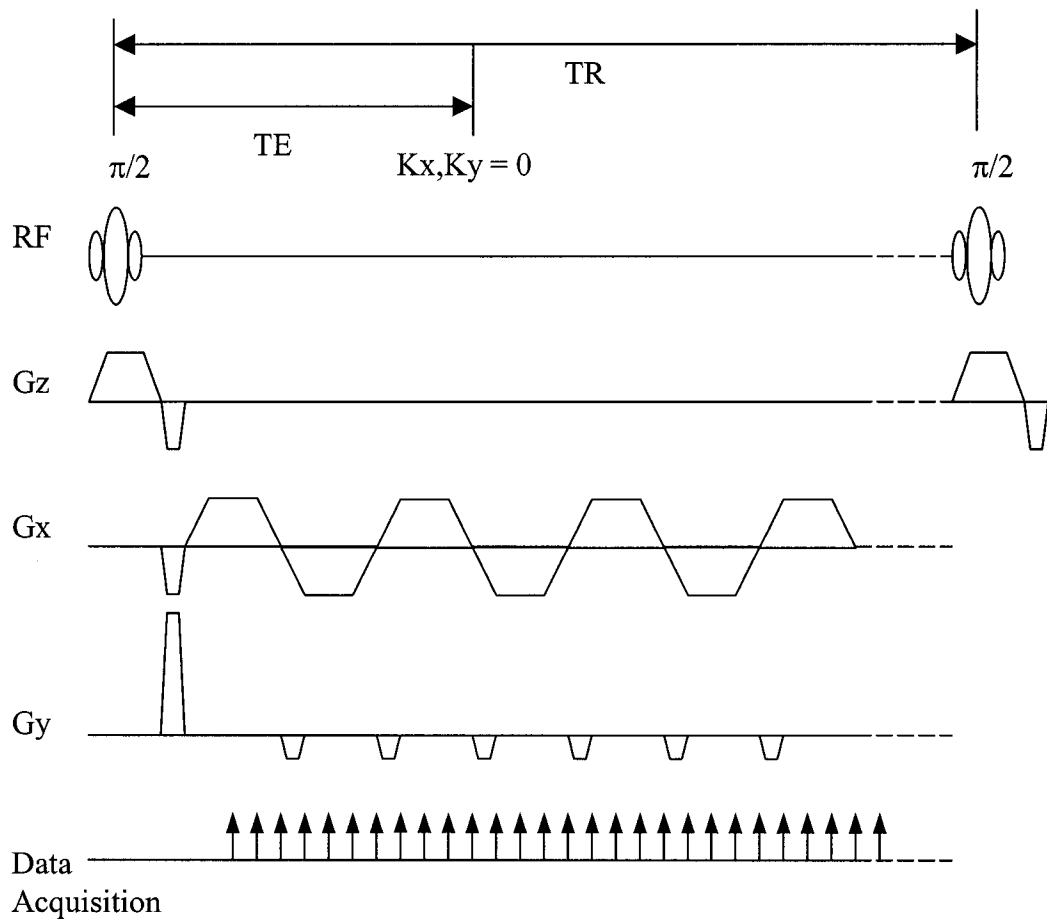 TR
TE
π/2
Kx,Ky = 0
π/2
RF
Gz
Gx
Gy
Data
Acquisition